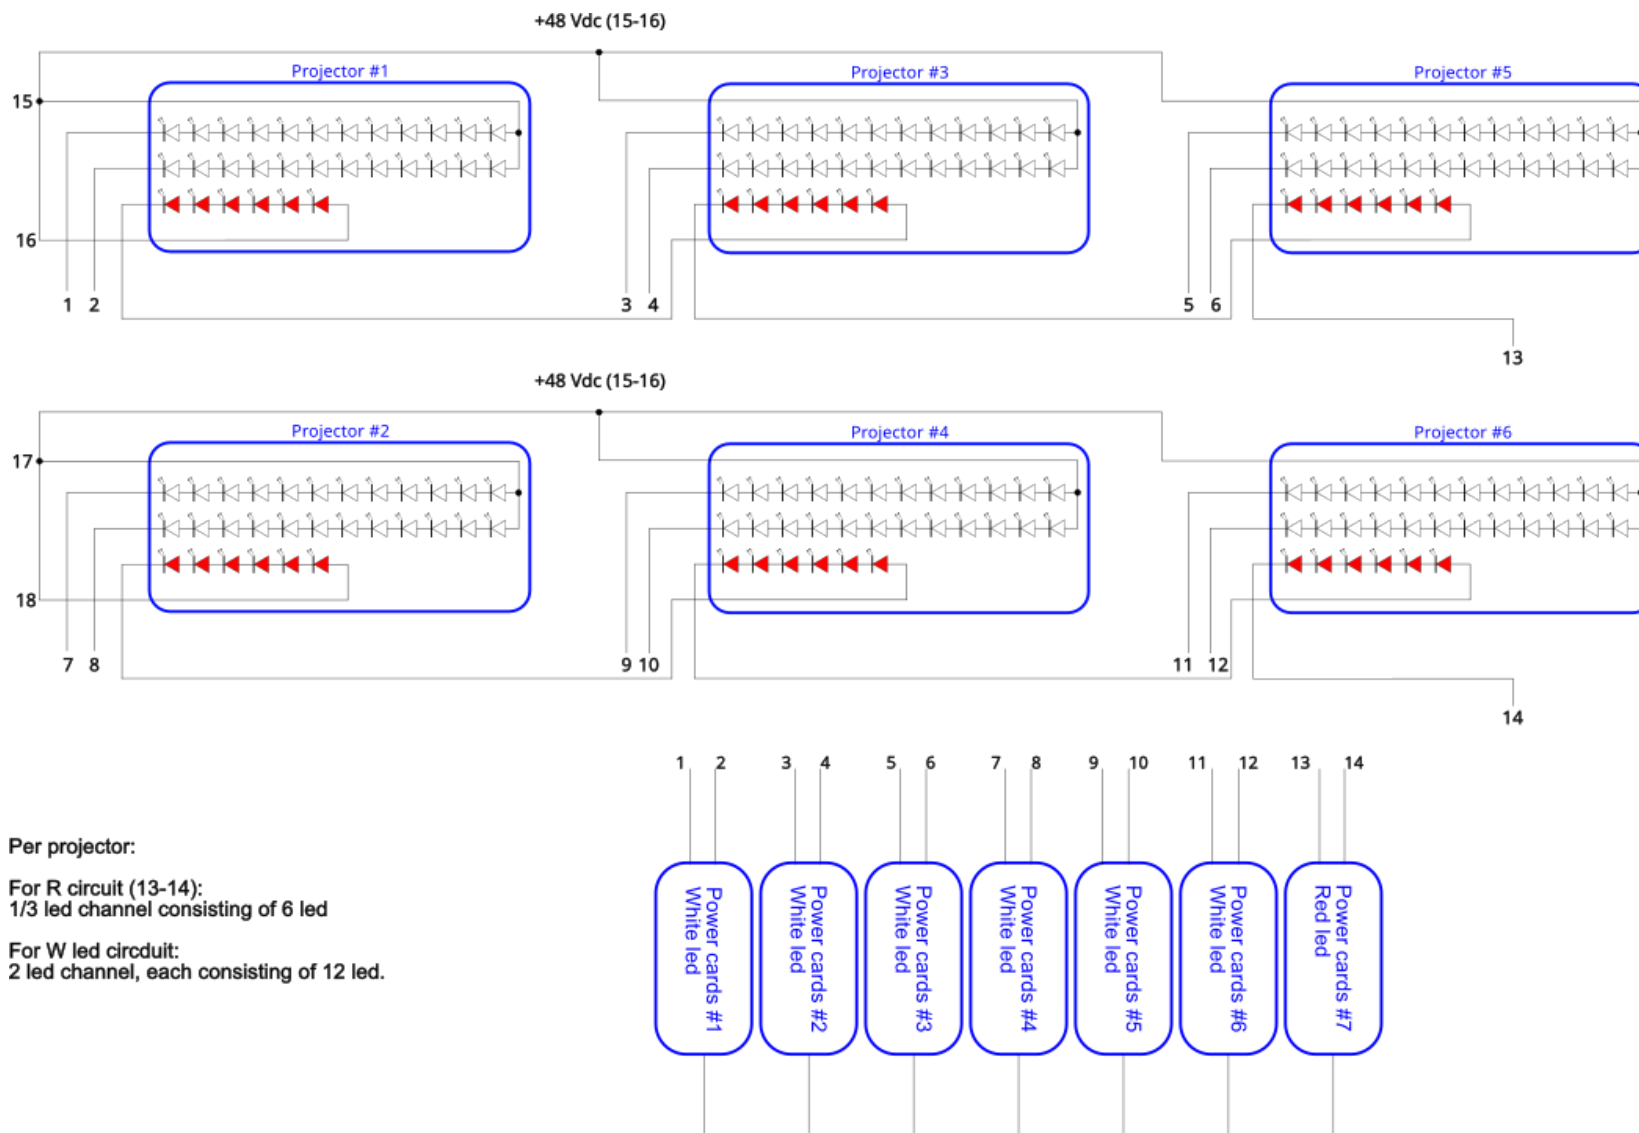 +48 Vdc (15-16)
Projector #1
Projector #3
Projector #5
15
16
1 2
3 4
5 6
13
+48 Vdc (15-16)
Projector #2
Projector #4
Projector #6
17
18
7 8
9 10
11 12
14
1 2 3 4 5 6 7 8 9 10 11 12 13 14
Per projector:
For R circuit (13-14):
1/3 led channel consisting of 6 led
For W led circduit:
2 led channel, each consisting of 12 led.
Power cards #1
White led
Power cards #2
White led
Power cards #3
White led
Power cards #4
White led
Power cards #5
White led
Power cards #6
White led
Power cards #7
Red led